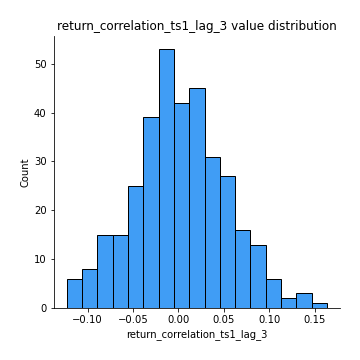 return_correlation_ts1_lag_3 value distribution
50
40
30
20
10
0
Count
−0.10 −0.05 0.00 0.05 0.10 0.15
return_correlation_ts1_lag_3